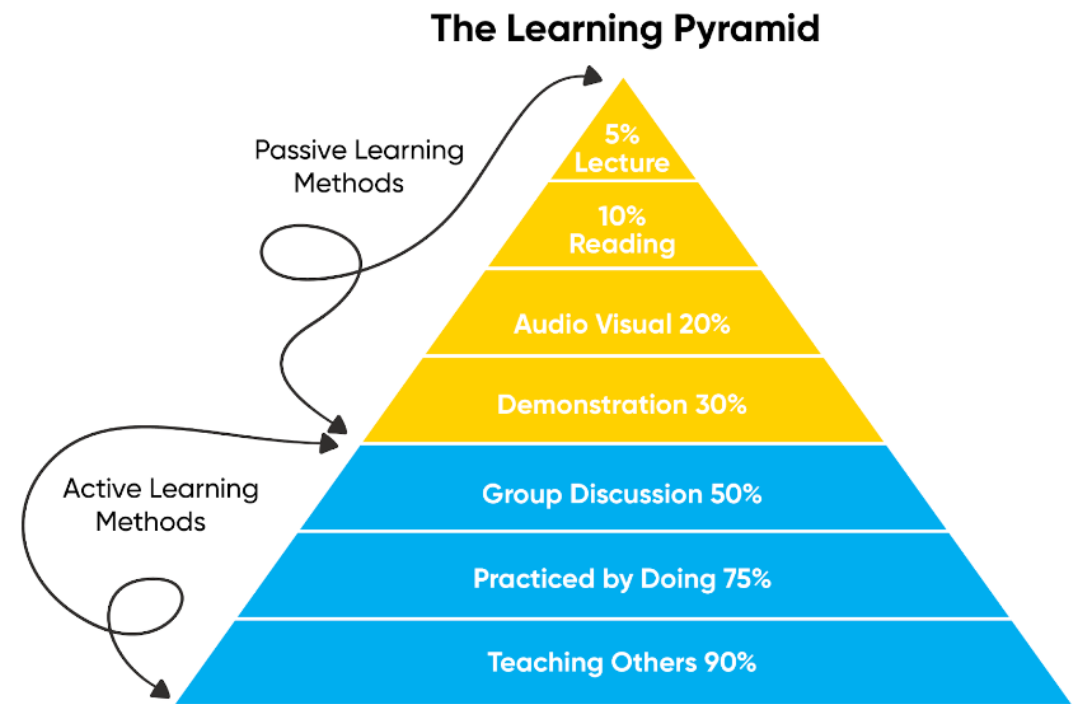 The Learning Pyramid
Passive Learning
Methods
5%
Lecture
10%
Reading
Audio Visual 20%
Demonstration 30%
Active Learning
Methods
Group Discussion 50%
Practiced by Doing 75%
Teaching Others 90%